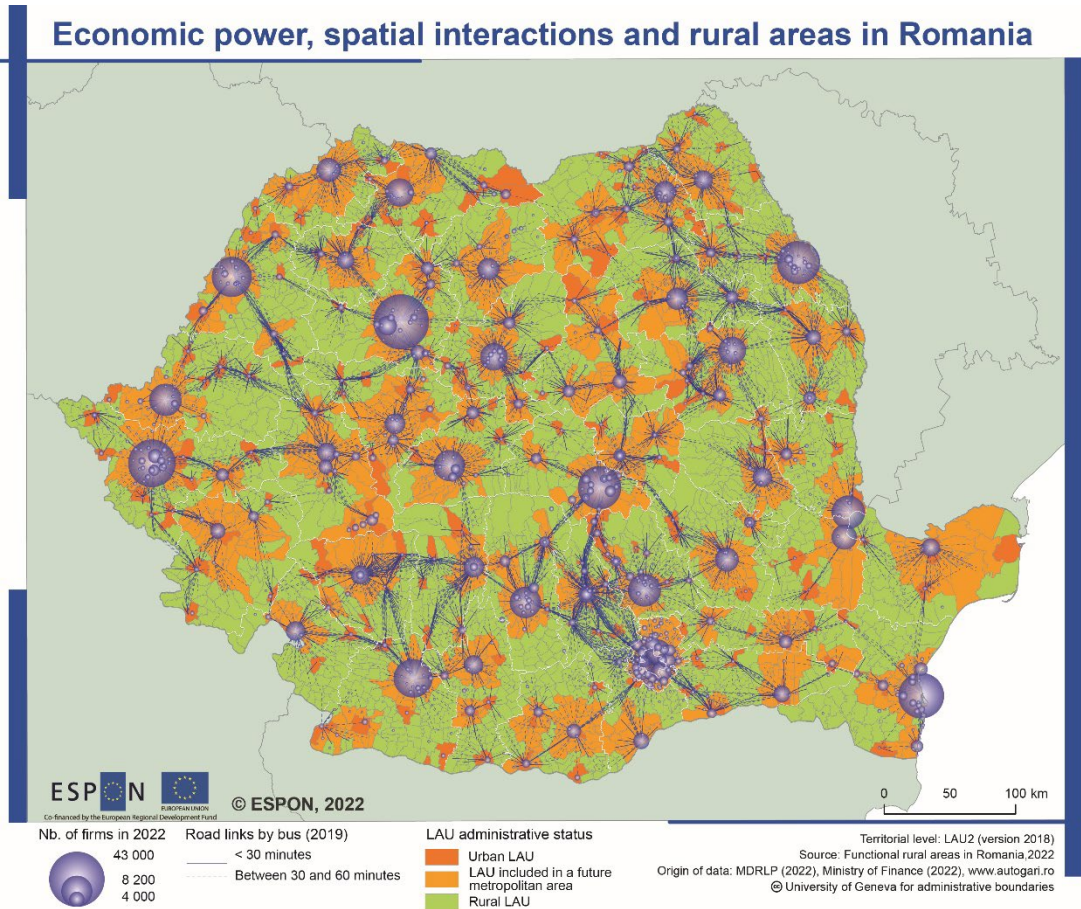 Economic power, spatial interactions and rural areas in Romania
ESPON
EUROPEAN UNION
Co-financed by the European Regional Development Fund
© ESPON, 2022
0 50 100 km
Nb. of firms in 2022
43 000
8 200
4 000
Road links by bus (2019)
< 30 minutes
Between 30 and 60 minutes
LAU administrative status
Urban LAU
LAU included in a future
metropolitan area
Rural LAU
Territorial level: LAU2 (version 2018)
Source: Functional rural areas in Romania,2022
Origin of data: MDRLP (2022), Ministry of Finance (2022), www.autogari.ro
© University of Geneva for administrative boundaries